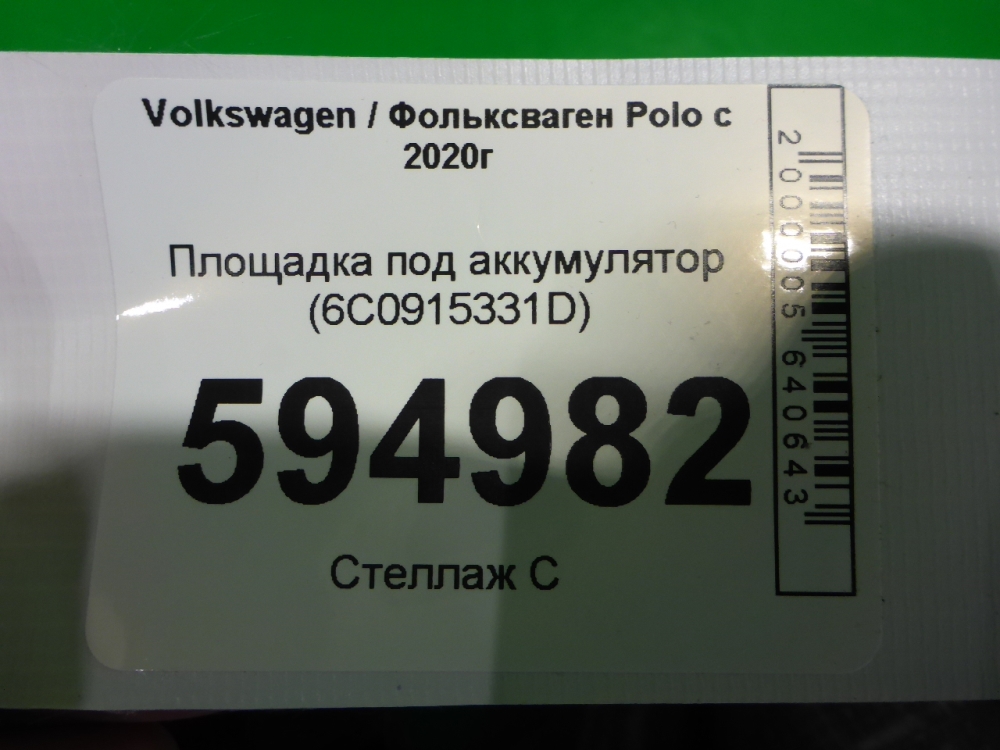 Volkswagen / Фольксваген Polo с
2020г
Площадка под аккумулятор
(6C0915331D)
594982
Стеллаж С
2000005640643